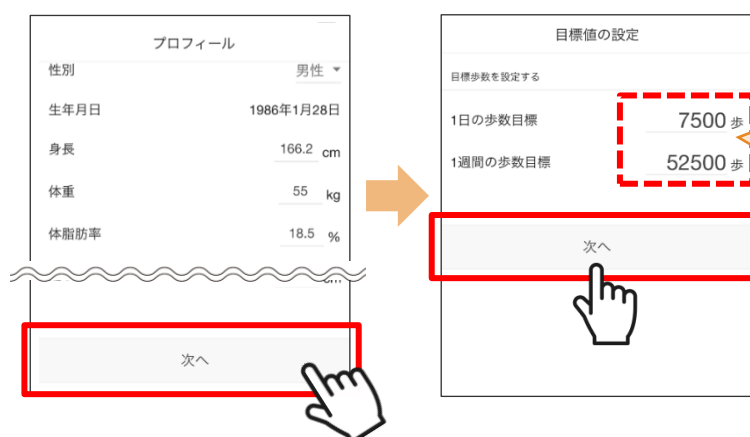 プロフィール
性別 男性
生年月日 1986年1月28日
身長 166.2 cm
体重 55 kg
体脂肪率 18.5 %
次へ
目標値の設定
目標歩数を設定する
1日の歩数目標 7500 歩
1週間の歩数目標 52500 歩
次へ